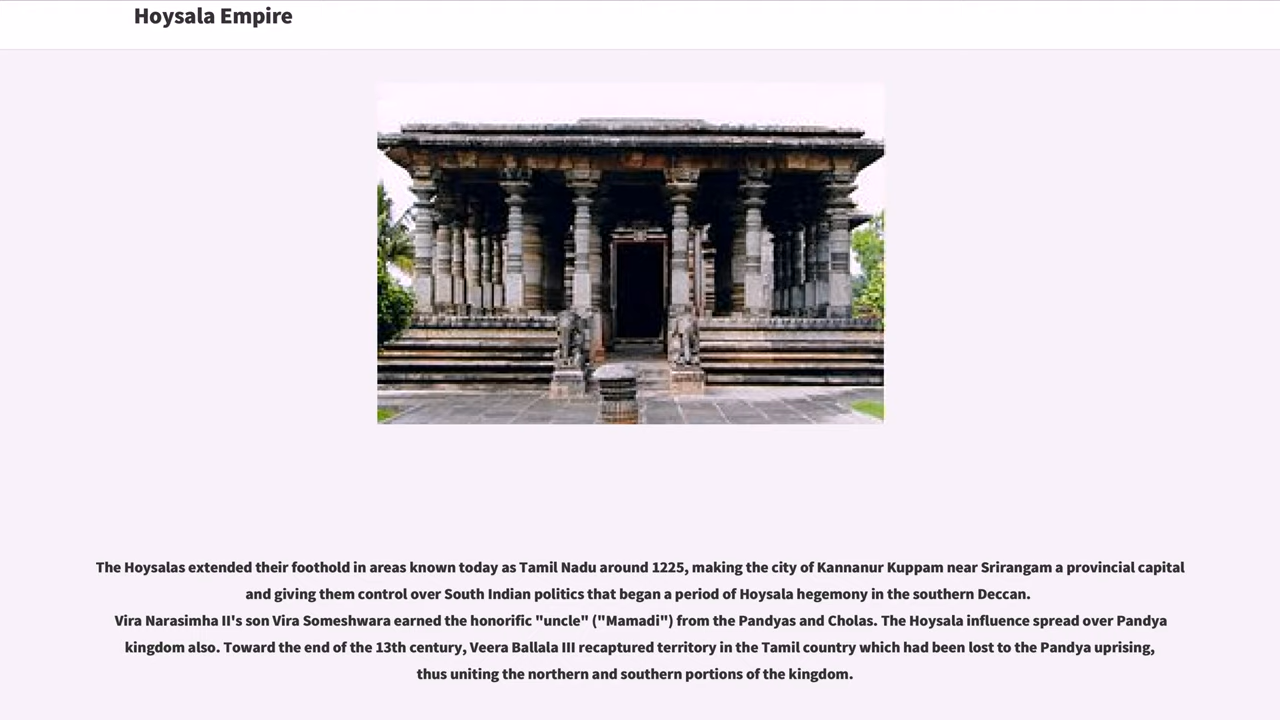 Hoysala Empire
The Hoysalas extended their foothold in areas known today as Tamil Nadu around 1225, making the city of Kannanur Kuppam near Srirangam a provincial capital
and giving them control over South Indian politics that began a period of Hoysala hegemony in the southern Deccan.
Vira Narasimha II's son Vira Someshwara earned the honorific "uncle" ("Mamadi") from the Pandyas and Cholas. The Hoysala influence spread over Pandya
kingdom also. Toward the end of the 13th century, Veera Ballala III recaptured territory in the Tamil country which had been lost to the Pandya uprising,
thus uniting the northern and southern portions of the kingdom.